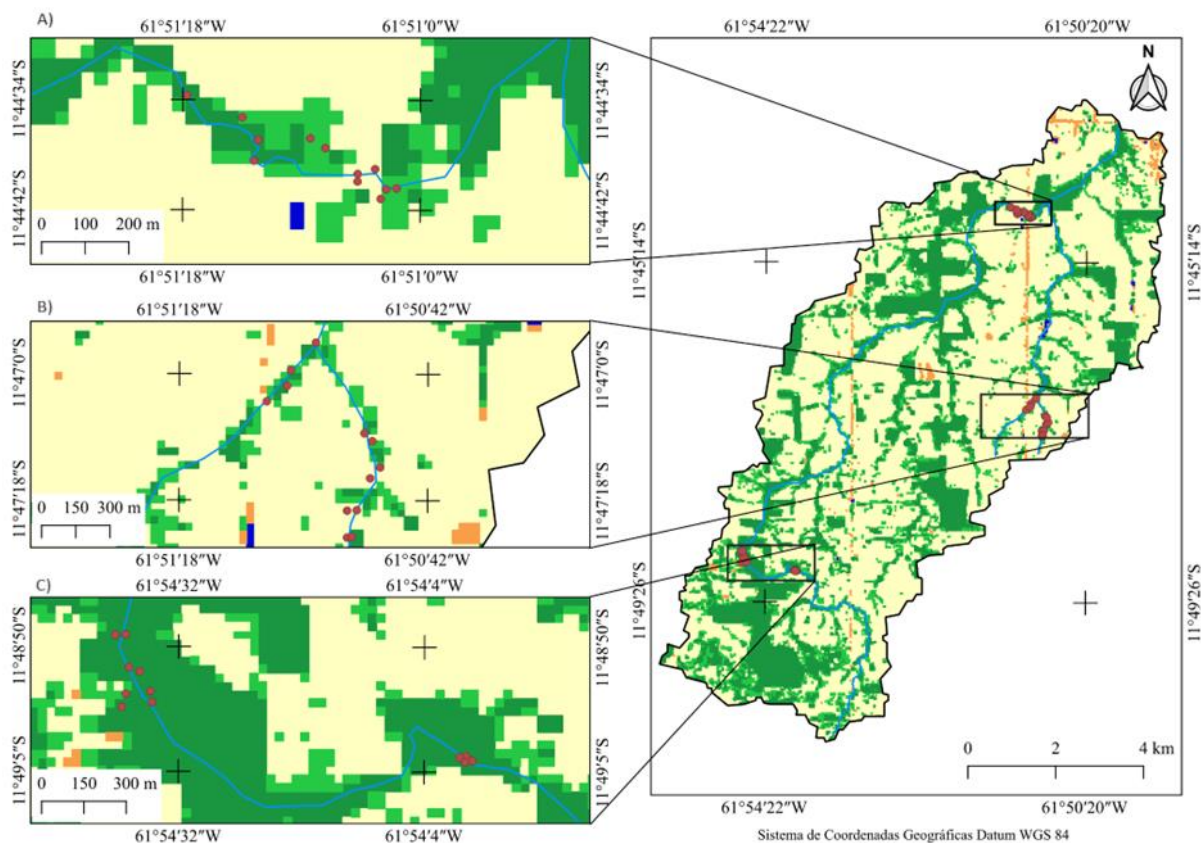 A)
61°51′18″W 61°51′0″W
11°44′34″S 11°44′34″S
11°44′42″S 11°44′42″S
0 100 200 m
61°51′18″W 61°51′0″W
B)
61°51′18″W 61°50′42″W
11°47′0″S 11°47′0″S
11°47′18″S 11°47′18″S
0 150 300 m
61°51′18″W 61°50′42″W
C)
61°54′32″W 61°54′4″W
11°48′50″S 11°48′50″S
11°49′5″S 11°49′5″S
0 150 300 m
61°54′32″W 61°54′4″W
61°54′22″W 61°50′20″W
N
11°45′14″S 11°45′14″S
11°49′26″S 11°49′26″S
0 2 4 km
61°54′22″W 61°50′20″W
Sistema de Coordenadas Geográficas Datum WGS 84